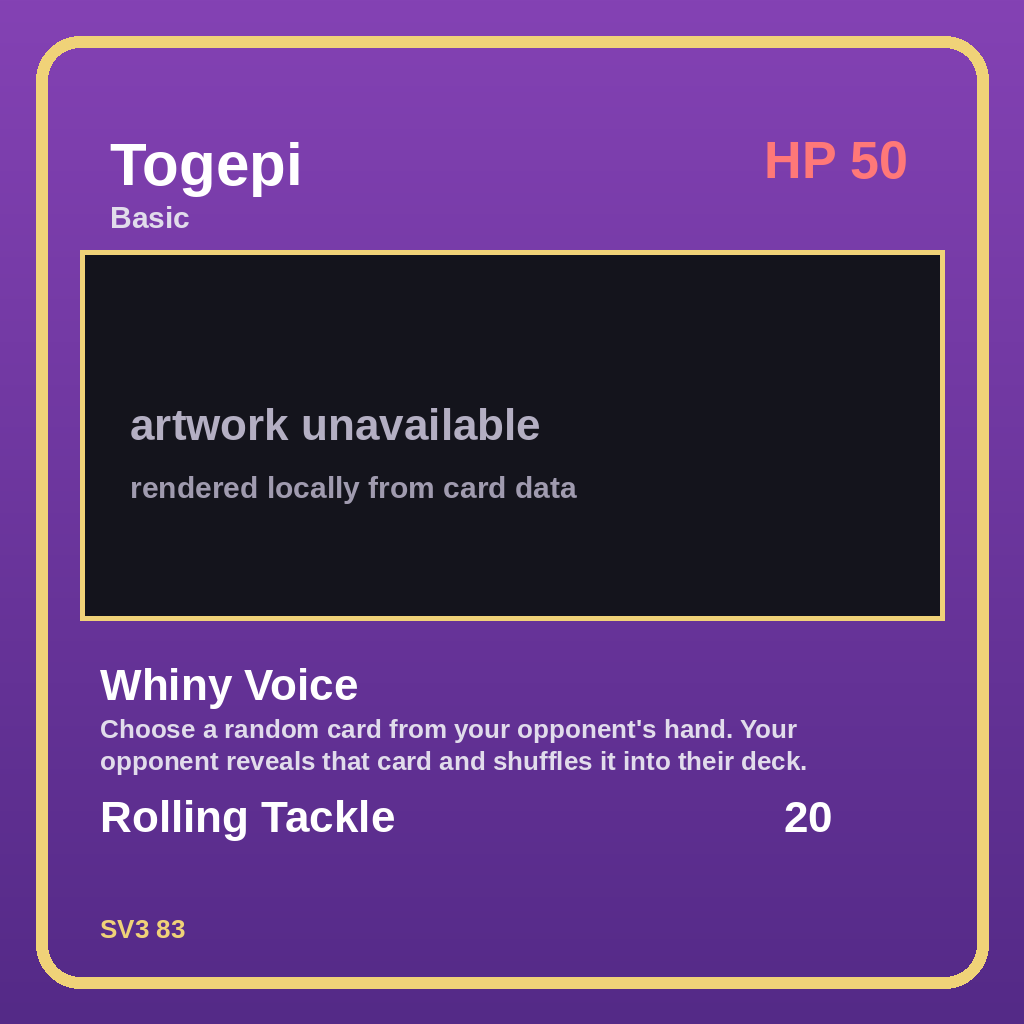 Togepi
HP 50
Basic
artwork unavailable
rendered locally from card data
Whiny Voice
Choose a random card from your opponent's hand. Your
opponent reveals that card and shuffles it into their deck.
Rolling Tackle 20
SV3 83